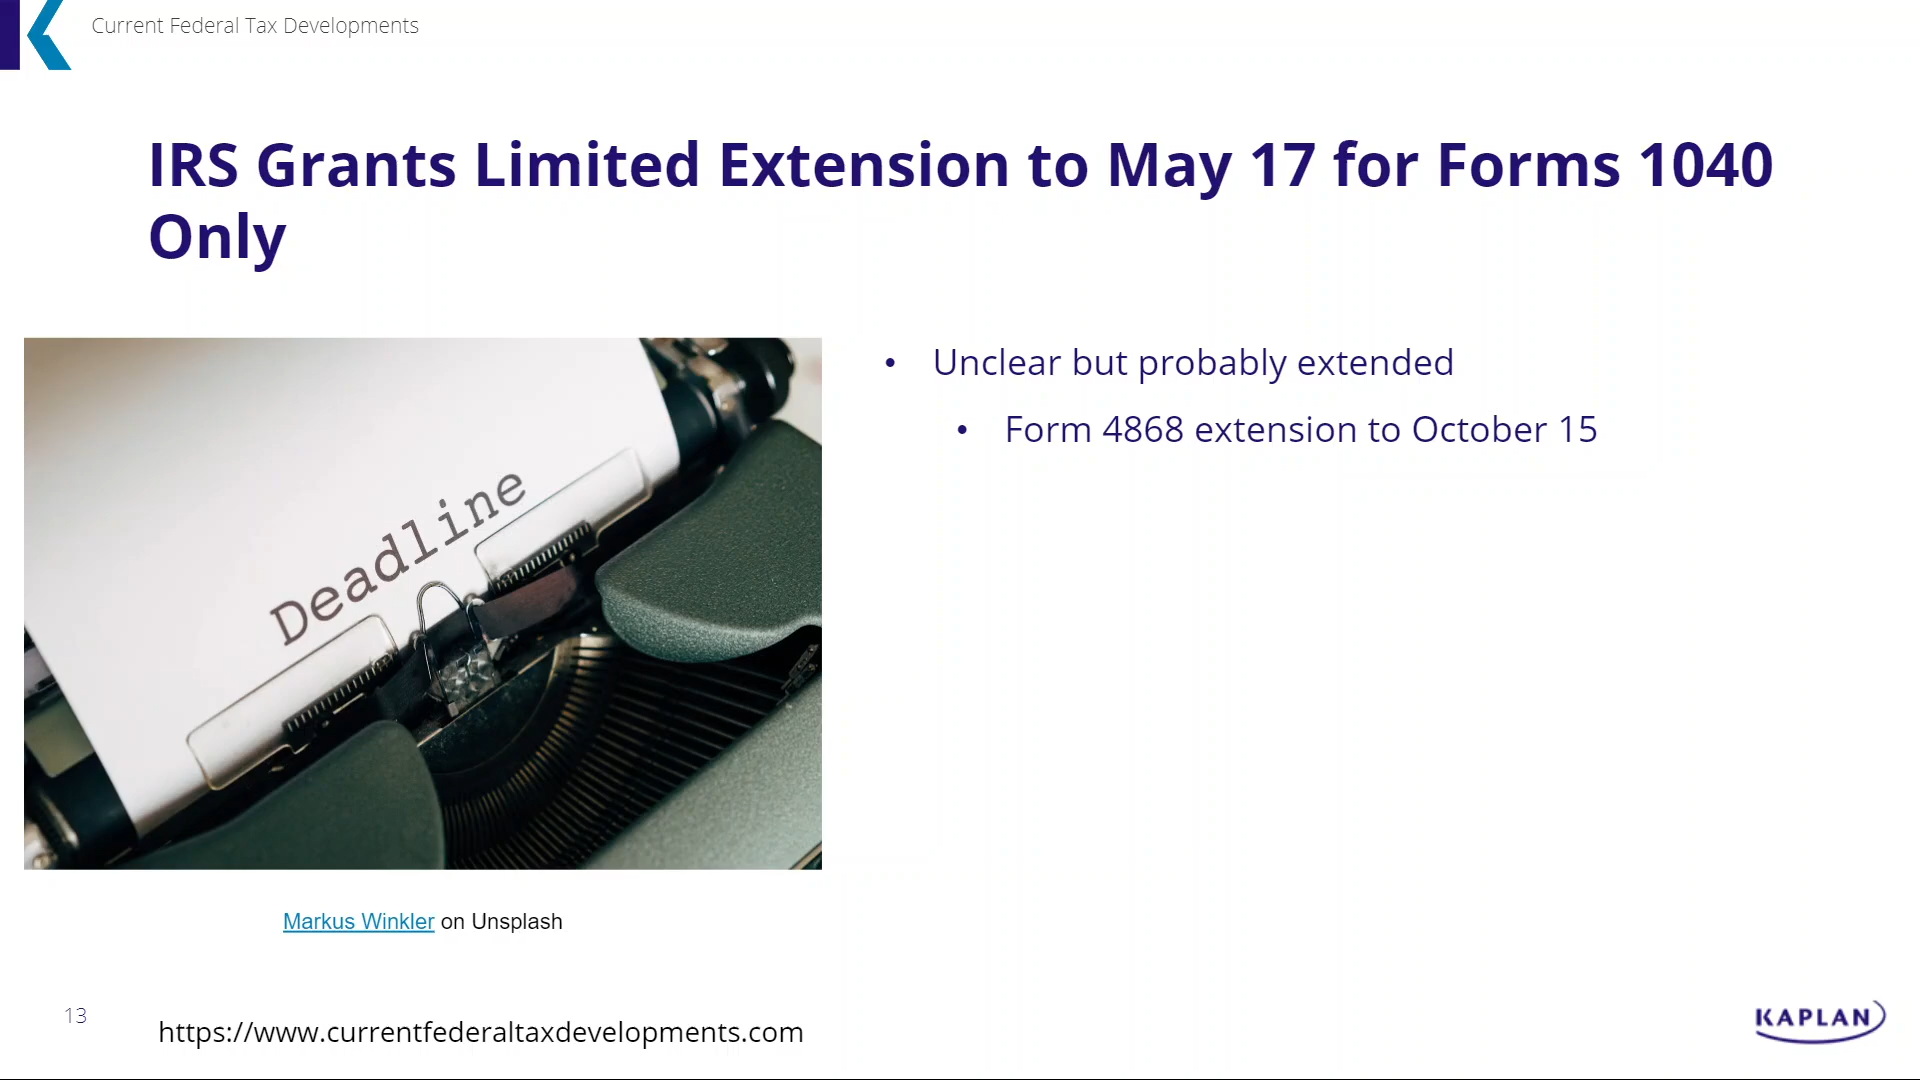 Current Federal Tax Developments
IRS Grants Limited Extension to May 17 for Forms 1040
Only
• Unclear but probably extended
• Form 4868 extension to October 15
Deadline
Markus Winkler on Unsplash
13
https://www.currentfederaltaxdevelopments.com
KAPLAN